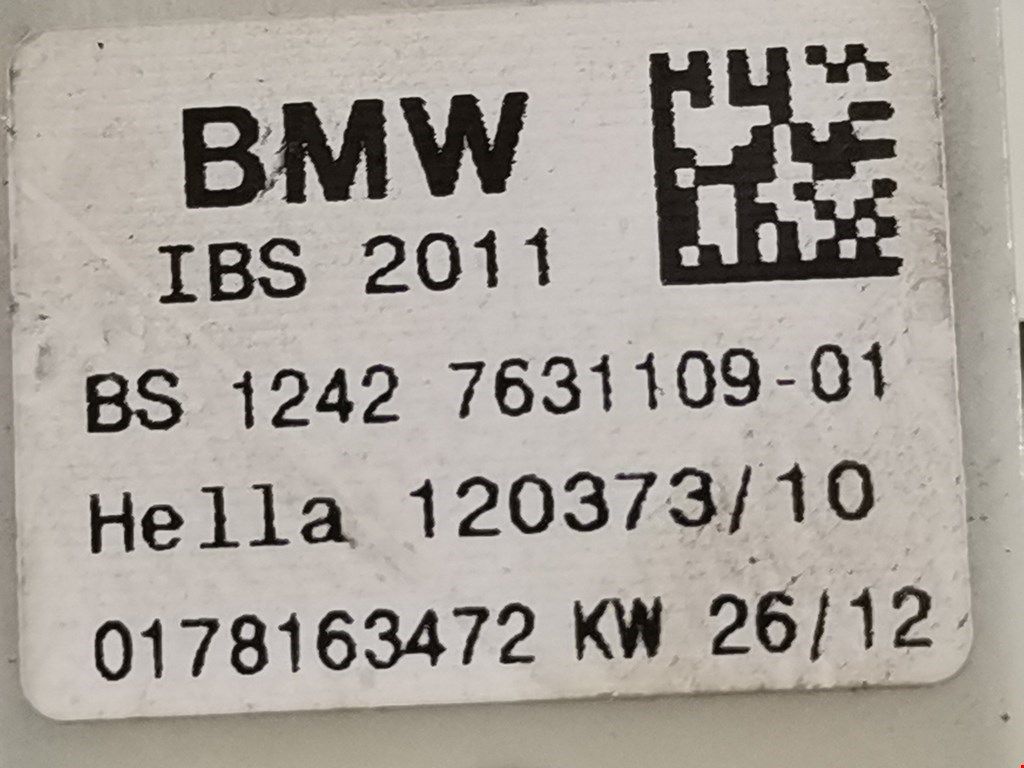 BMW
IBS 2011
BS 1242 7631109-01
Hella 120373/10
0178163472 KW 26/12